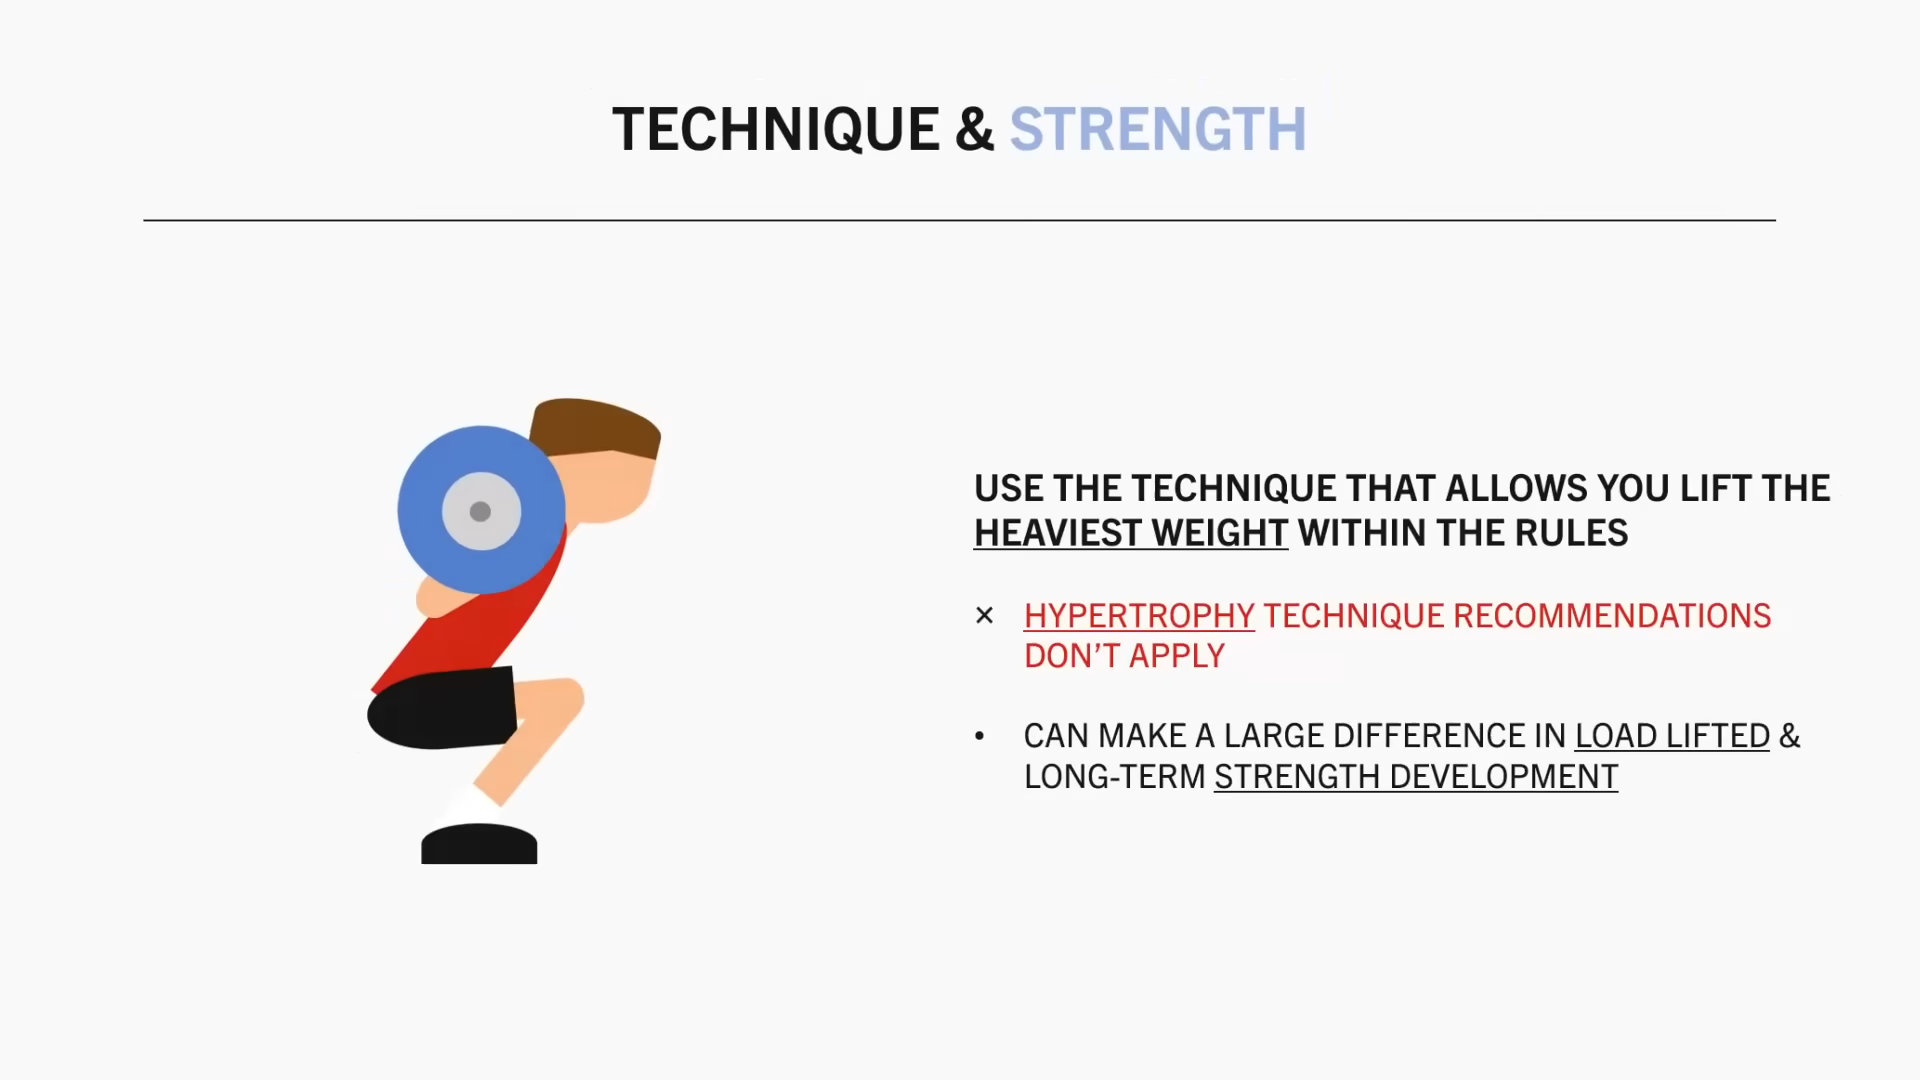 TECHNIQUE & STRENGTH
USE THE TECHNIQUE THAT ALLOWS YOU LIFT THE
HEAVIEST WEIGHT WITHIN THE RULES
× HYPERTROPHY TECHNIQUE RECOMMENDATIONS
DON’T APPLY
• CAN MAKE A LARGE DIFFERENCE IN LOAD LIFTED &
LONG-TERM STRENGTH DEVELOPMENT